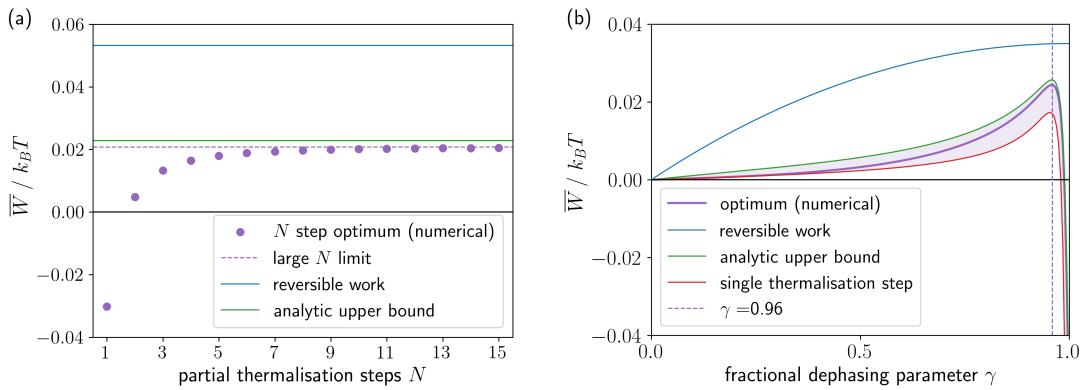 (a)
0.06
0.04
0.02
0.00
−0.02
−0.04
W̅ / k_BT
1
3
5
7
9
11
13
15
partial thermalisation steps N
N step optimum (numerical)
large N limit
reversible work
analytic upper bound
(b)
0.04
0.02
0.00
−0.02
−0.04
W̅ / k_BT
0.0
0.5
1.0
fractional dephasing parameter γ
optimum (numerical)
reversible work
analytic upper bound
single thermalisation step
γ =0.96